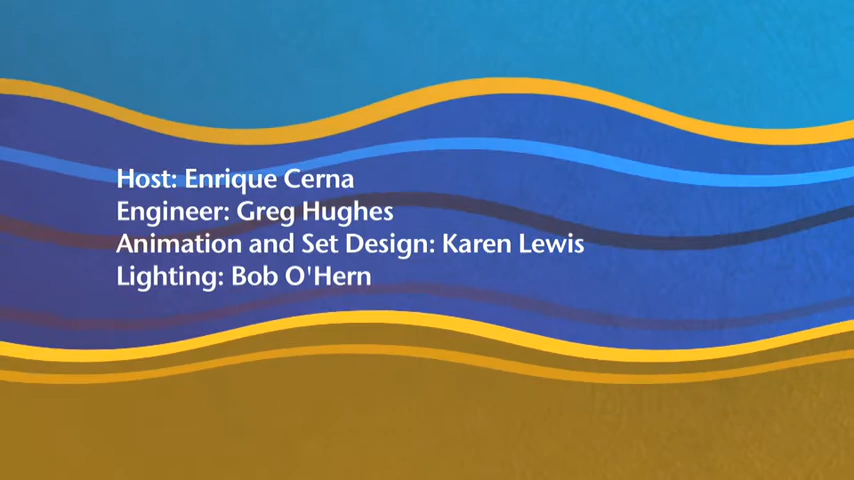 Host: Enrique Cerna
Engineer: Greg Hughes
Animation and Set Design: Karen Lewis
Lighting: Bob O'Hern